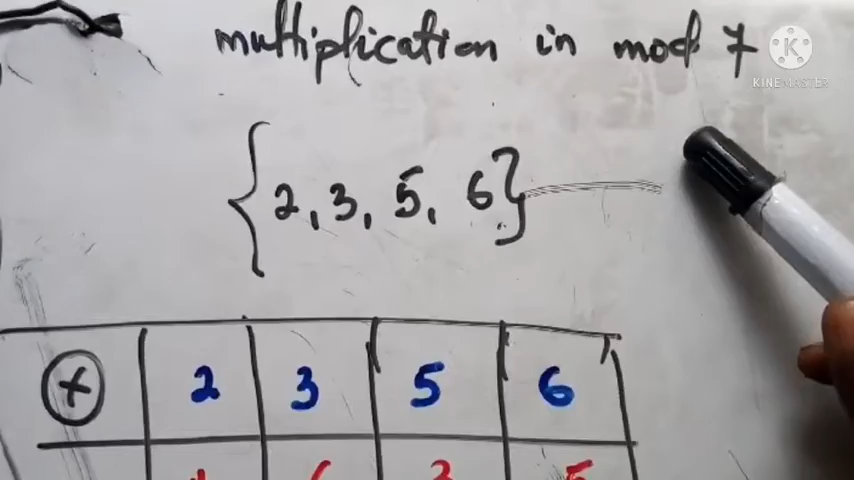 multiplication in mod 7
KINEMASTER
{2, 3, 5, 6}
⊗ 2 3 5 6